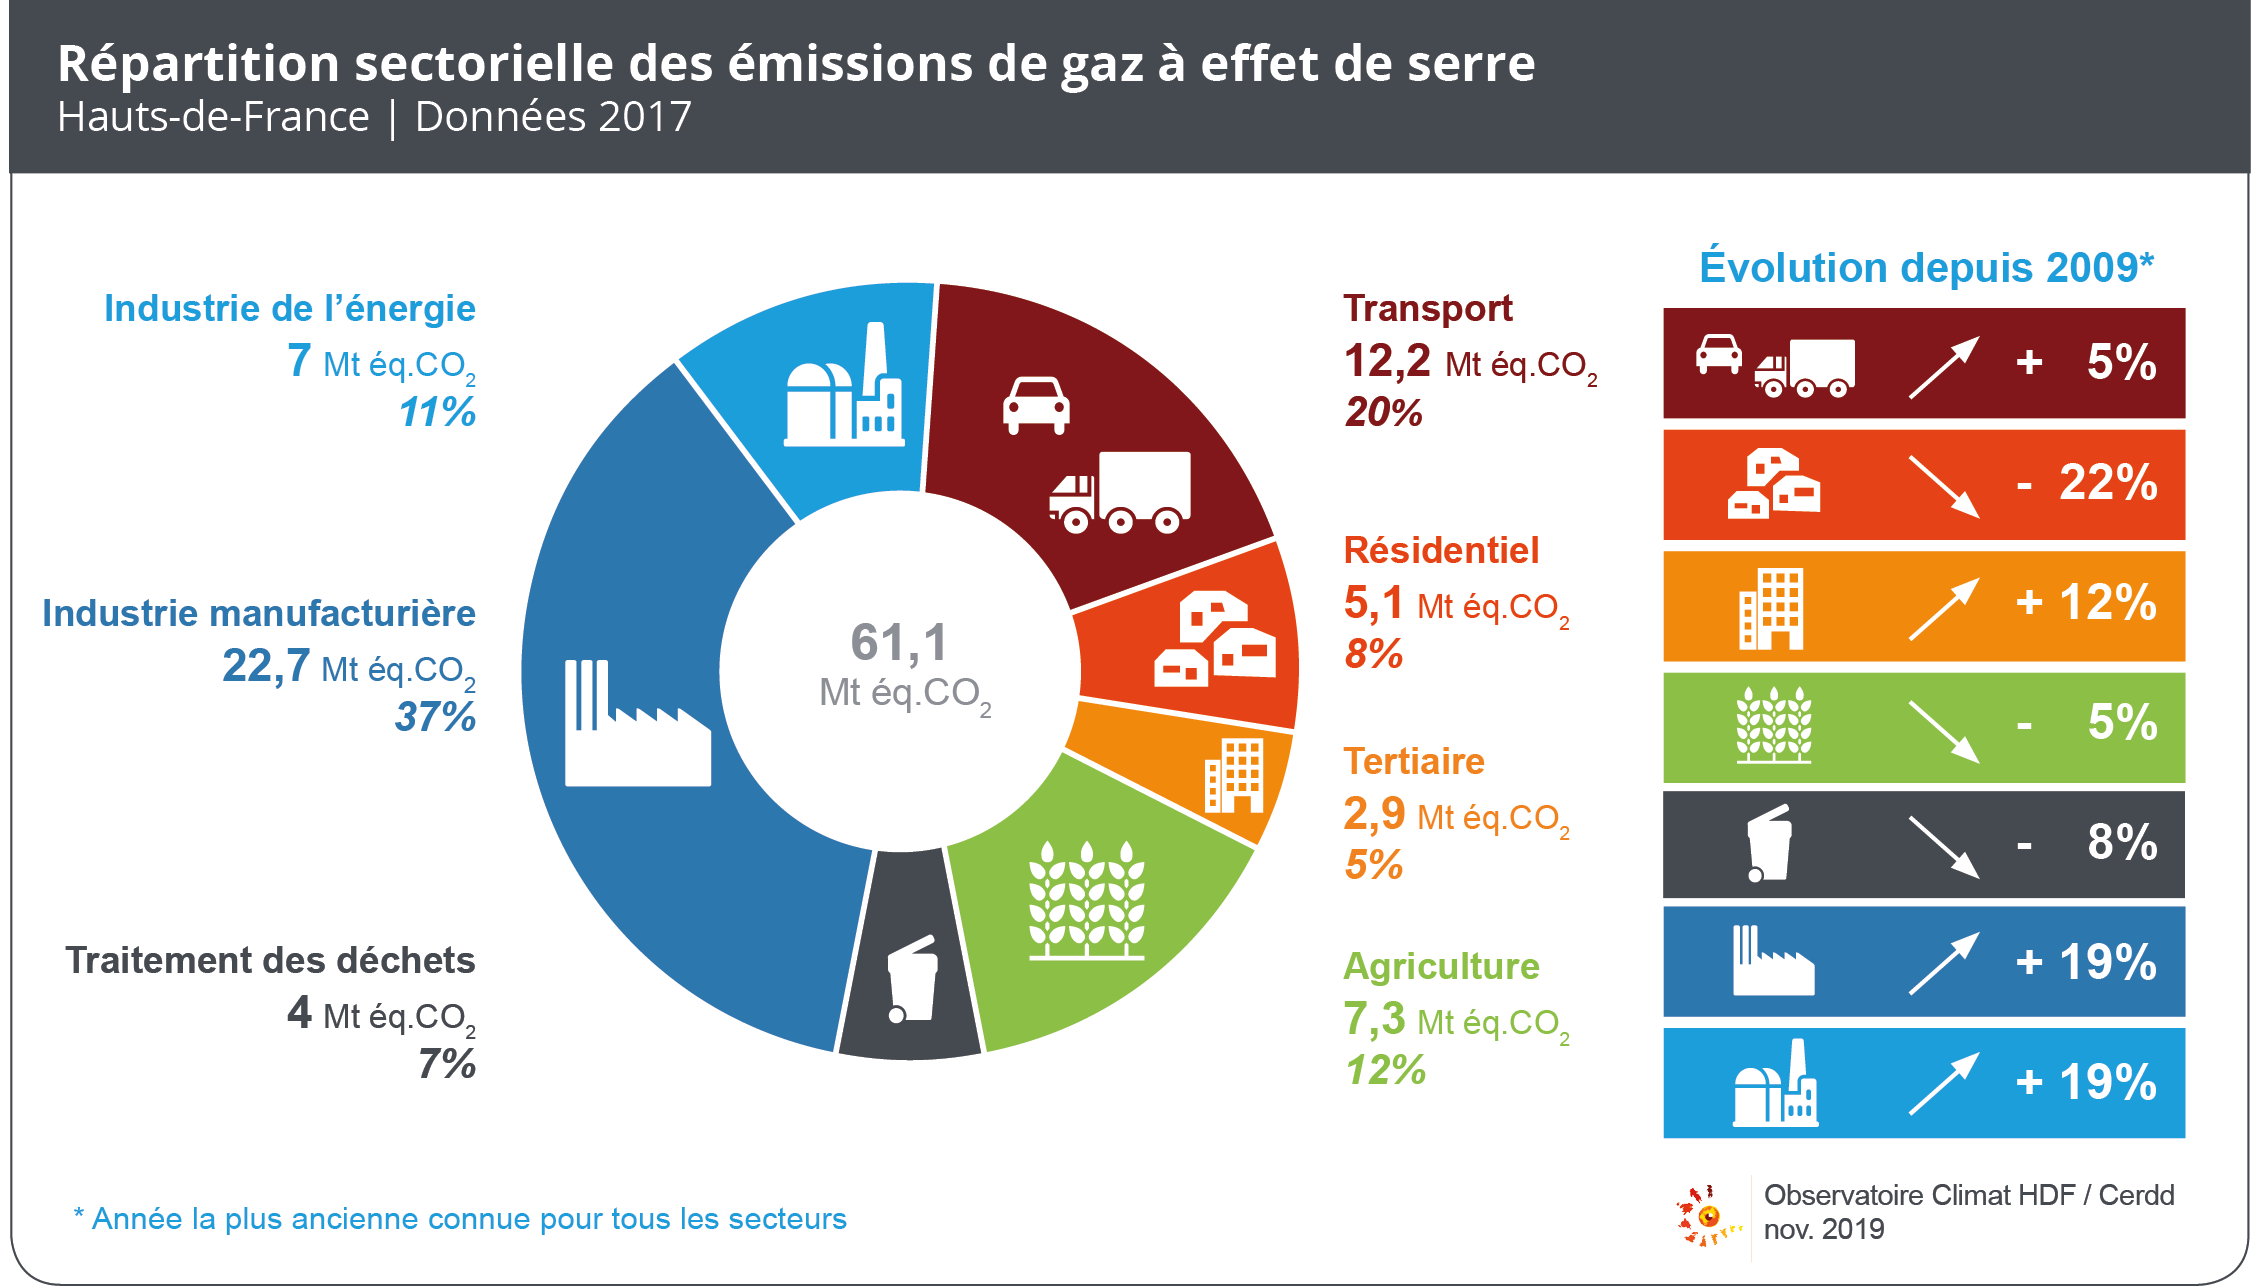 Répartition sectorielle des émissions de gaz à effet de serre
Hauts-de-France | Données 2017
Industrie de l’énergie
7 Mt éq.CO₂
11%
Industrie manufacturière
22,7 Mt éq.CO₂
37%
Traitement des déchets
4 Mt éq.CO₂
7%
61,1
Mt éq.CO₂
Transport
12,2 Mt éq.CO₂
20%
Résidentiel
5,1 Mt éq.CO₂
8%
Tertiaire
2,9 Mt éq.CO₂
5%
Agriculture
7,3 Mt éq.CO₂
12%
Évolution depuis 2009*
+ 5%
- 22%
+ 12%
- 5%
- 8%
+ 19%
+ 19%
* Année la plus ancienne connue pour tous les secteurs
Observatoire Climat HDF / Cerdd
nov. 2019